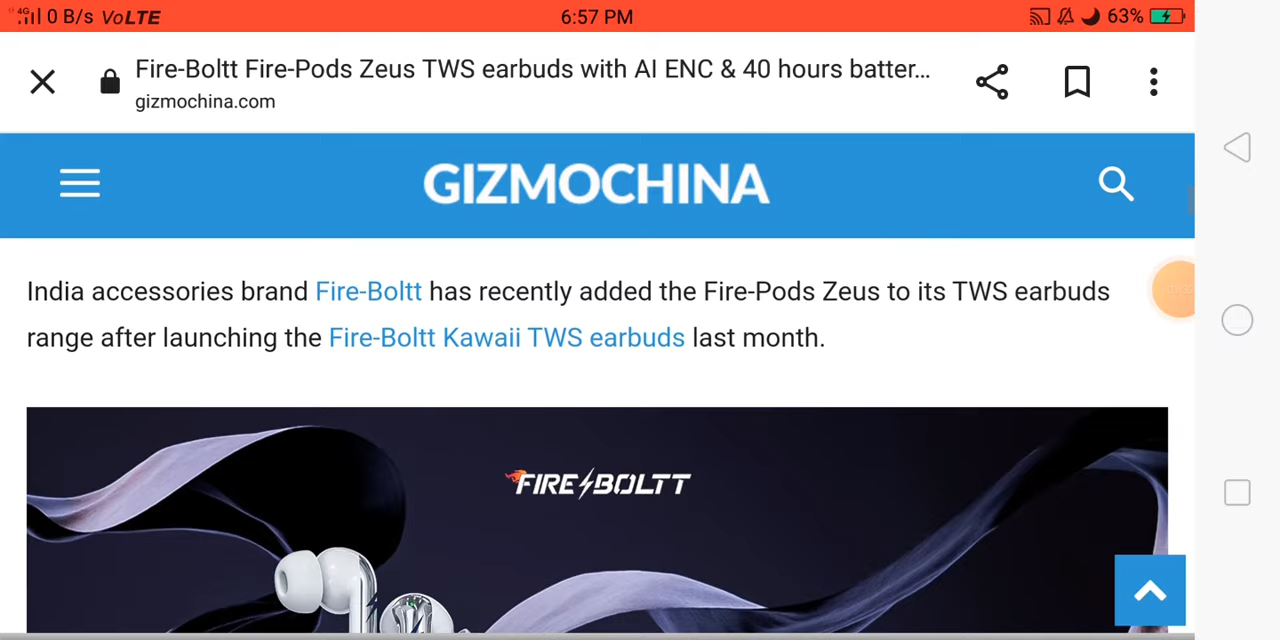 4G 0 B/s VoLTE 6:57 PM 63%
Fire-Boltt Fire-Pods Zeus TWS earbuds with AI ENC & 40 hours batter...
gizmochina.com
GIZMOCHINA
India accessories brand Fire-Boltt has recently added the Fire-Pods Zeus to its TWS earbuds
range after launching the Fire-Boltt Kawaii TWS earbuds last month.
FIRE BOLTT